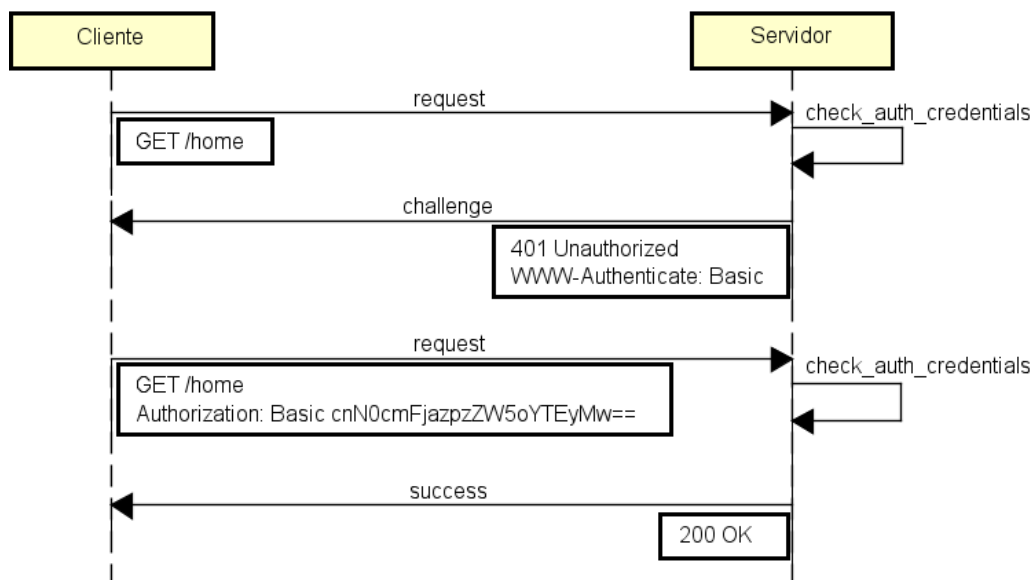 Cliente
Servidor
request
GET /home
check_auth_credentials
challenge
401 Unauthorized
WWW-Authenticate: Basic
request
GET /home
Authorization: Basic cnN0cmFjazpzZW5oYTEyMw==
check_auth_credentials
success
200 OK